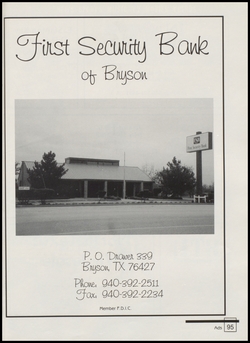 First Security Bank
of Bryson
P. O. Drawer 339
Bryson, TX 76427
Phone: 940-392-2511
Fax: 940-392-2234
Member F.D.I.C.
Ads 95